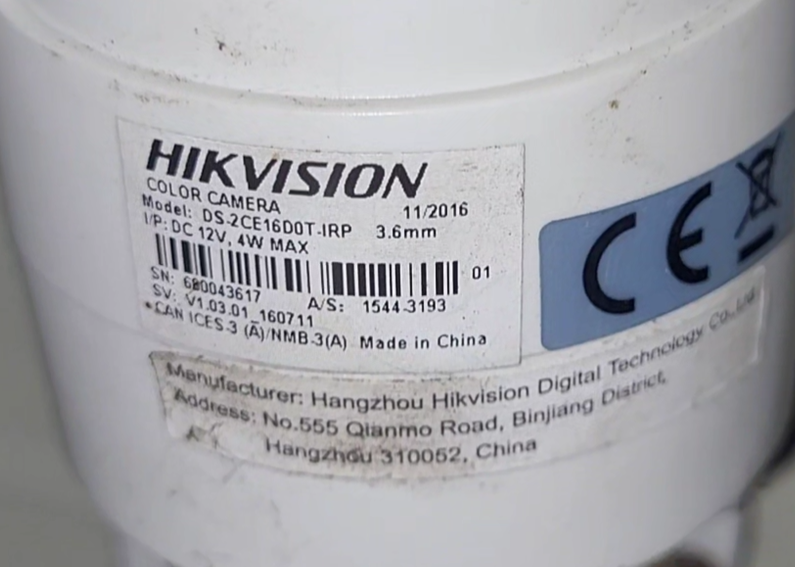 HIKVISION
COLOR CAMERA 11/2016
Model: DS-2CE16D0T-IRP 3.6mm
I/P: DC 12V, 4W MAX
01
SN: 680043617 A/S: 1544-3193
SV: V1.03.01_160711
*CAN ICES-3 (A)/NMB-3(A) Made in China
CE
Manufacturer: Hangzhou Hikvision Digital Technology Co., Ltd.
Address: No.555 Qianmo Road, Binjiang District,
Hangzhou 310052, China